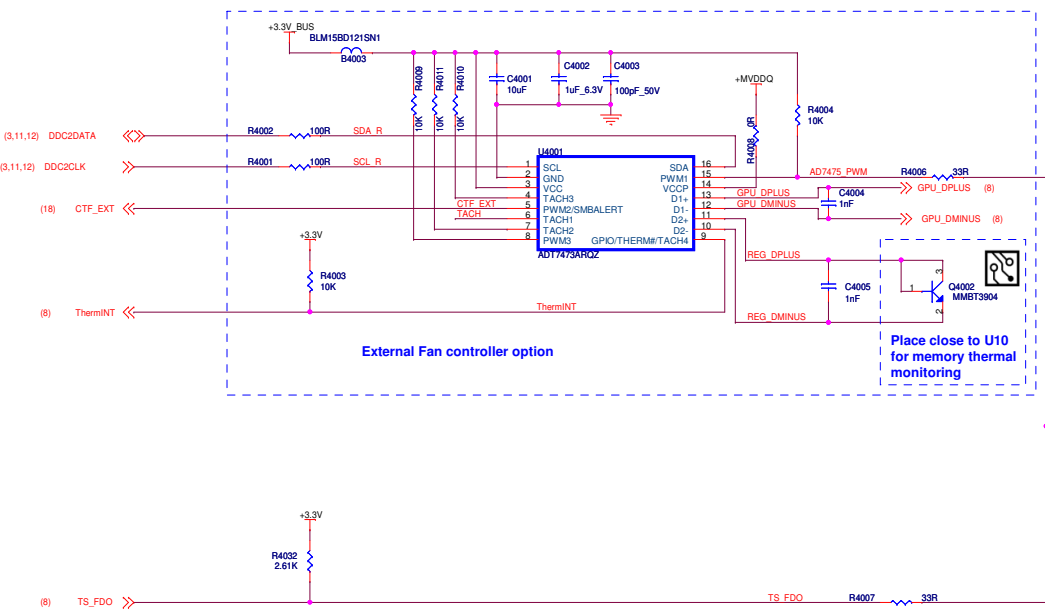 +3.3V_BUS
BLM15BD121SN1
B4003
R4009
R4011
R4010
10K
10K
10K
C4001
10uF
C4002
1uF_6.3V
C4003
100pF_50V
+MVDDQ
R4008
0R
R4004
10K
(3,11,12) DDC2DATA
R4002
100R
SDA_R
(3,11,12) DDC2CLK
R4001
100R
SCL_R
(18) CTF_EXT
CTF_EXT
TACH
U4001
1 SCL
2 GND
3 VCC
4 TACH3
5 PWM2/SMBALERT
6 TACH1
7 TACH2
8 PWM3
SDA 16
PWM1 15
VCCP 14
D1+ 13
D1- 12
D2+ 11
D2- 10
GPIO/THERM#/TACH4 9
ADT7473ARQZ
AD7475_PWM
R4006
33R
GPU_DPLUS
GPU_DMINUS
C4004
1nF
GPU_DPLUS (8)
GPU_DMINUS (8)
+3.3V
R4003
10K
(8) ThermINT
ThermINT
REG_DPLUS
REG_DMINUS
C4005
1nF
1
3
2
Q4002
MMBT3904
External Fan controller option
Place close to U10
for memory thermal
monitoring
+3.3V
R4032
2.61K
(8) TS_FDO
TS_FDO
R4007
33R